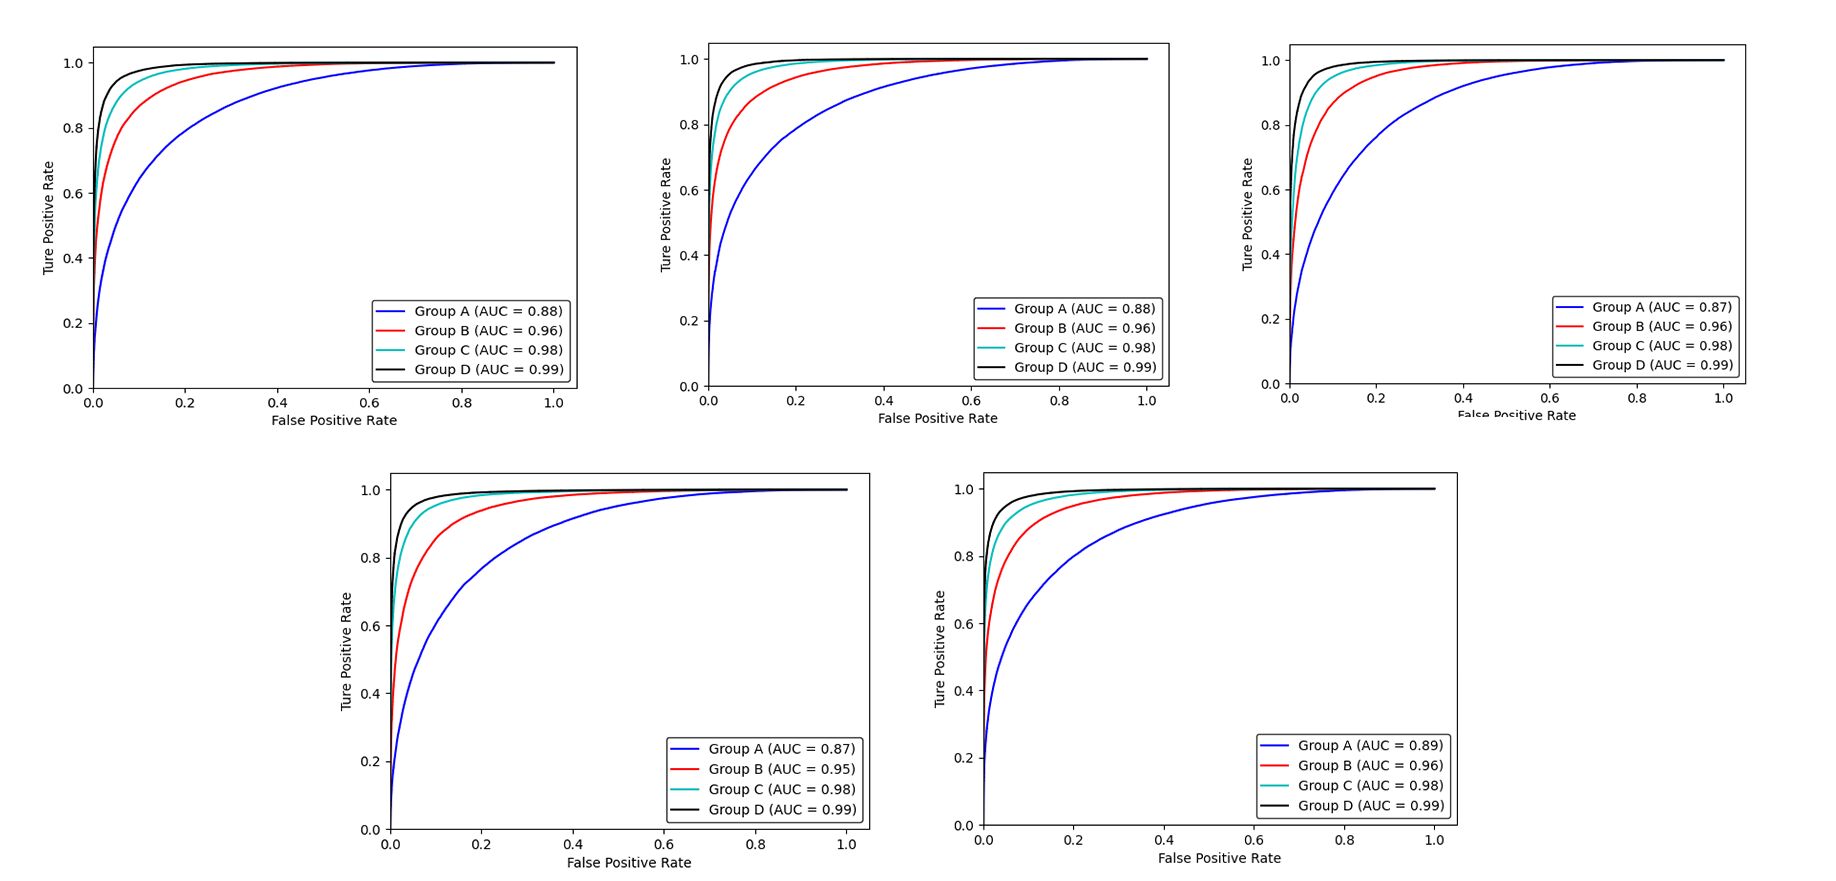 1.0
0.8
0.6
0.4
0.2
0.0
Ture Positive Rate
Group A (AUC = 0.88)
Group B (AUC = 0.96)
Group C (AUC = 0.98)
Group D (AUC = 0.99)
0.0 0.2 0.4 0.6 0.8 1.0
False Positive Rate
1.0
0.8
0.6
0.4
0.2
0.0
Ture Positive Rate
Group A (AUC = 0.88)
Group B (AUC = 0.96)
Group C (AUC = 0.98)
Group D (AUC = 0.99)
0.0 0.2 0.4 0.6 0.8 1.0
False Positive Rate
1.0
0.8
0.6
0.4
0.2
0.0
Ture Positive Rate
Group A (AUC = 0.87)
Group B (AUC = 0.96)
Group C (AUC = 0.98)
Group D (AUC = 0.99)
0.0 0.2 0.4 0.6 0.8 1.0
False Positive Rate
1.0
0.8
0.6
0.4
0.2
0.0
Ture Positive Rate
Group A (AUC = 0.87)
Group B (AUC = 0.95)
Group C (AUC = 0.98)
Group D (AUC = 0.99)
0.0 0.2 0.4 0.6 0.8 1.0
False Positive Rate
1.0
0.8
0.6
0.4
0.2
0.0
Ture Positive Rate
Group A (AUC = 0.89)
Group B (AUC = 0.96)
Group C (AUC = 0.98)
Group D (AUC = 0.99)
0.0 0.2 0.4 0.6 0.8 1.0
False Positive Rate